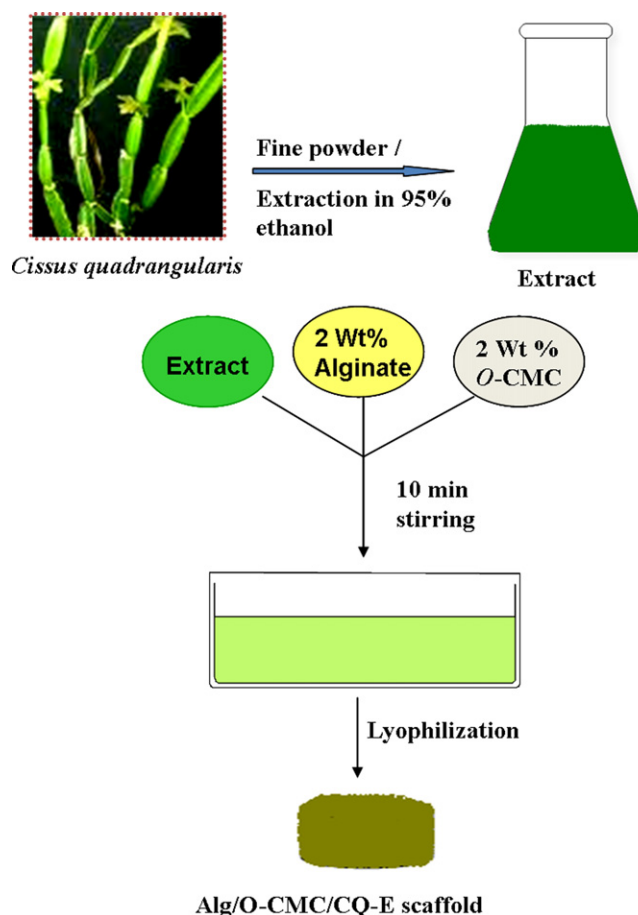 Fine powder /
Extraction in 95%
ethanol
Cissus quadrangularis
Extract
Extract
2 Wt%
Alginate
2 Wt %
O-CMC
10 min
stirring
Lyophilization
Alg/O-CMC/CQ-E scaffold